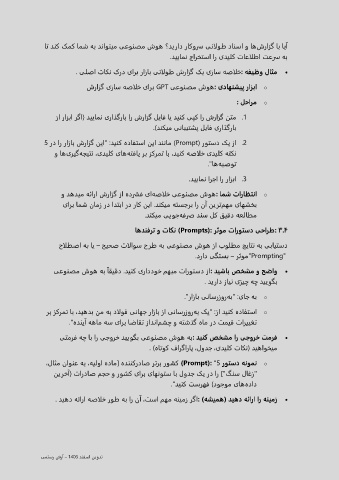 آیا با گزارش‌ها و اسناد طولانی سروکار دارید؟ هوش مصنوعی میتواند به شما کمک کند تا
به سرعت اطلاعات کلیدی را استخراج نمایید.
• مثال وظیفه :خلاصه سازی یک گزارش طولانی بازار برای درک نکات اصلی .
○ ابزار پیشنهادی :هوش مصنوعی GPT برای خلاصه سازی گزارش
○ مراحل :
1. متن گزارش را کپی کنید یا فایل گزارش را بارگذاری نمایید (اگر ابزار از
بارگذاری فایل پشتیبانی میکند).
2. از یک دستور (Prompt) مانند این استفاده کنید: "این گزارش بازار را در 5
نکته کلیدی خلاصه کنید، با تمرکز بر یافته‌های کلیدی، نتیجه‌گیری‌ها و
توصیه‌ها".
3. ابزار را اجرا نمایید.
○ انتظارات شما :هوش مصنوعی خلاصه‌ای فشرده از گزارش ارائه میدهد و
بخشهای مهم‌ترین آن را برجسته میکند. این کار در ابتدا در زمان شما برای
مطالعه دقیق کل سند صرفه‌جویی میکند.
۳.۴ :طراحی دستورات موثر (Prompts): نکات و ترفندها
دستیابی به نتایج مطلوب از هوش مصنوعی به طرح سوالات صحیح – یا به اصطلاح
"Prompting"موثر – بستگی دارد.
• واضح و مشخص باشید :از دستورات مبهم خودداری کنید. دقیقاً به هوش مصنوعی
بگویید چه چیزی نیاز دارید .
○ به جای: "به‌روزرسانی بازار".
○ استفاده کنید از: "یک به‌روزرسانی از بازار جهانی فولاد به من بدهید، با تمرکز بر
تغییرات قیمت در ماه گذشته و چشم‌انداز تقاضا برای سه ماهه آینده".
• فرمت خروجی را مشخص کنید :به هوش مصنوعی بگویید خروجی را با چه فرمتی
میخواهید (نکات کلیدی، جدول، پاراگراف کوتاه) .
○ نمونه دستور (Prompt): "5 کشور برتر صادرکننده [ماده اولیه، به عنوان مثال،
"زغال سنگ"] را در یک جدول با ستونهای برای کشور و حجم صادرات (آخرین
داده‌های موجود) فهرست کنید".
• زمینه را ارائه دهید (همیشه) :اگر زمینه مهم است، آن را به طور خلاصه ارائه دهید .
تدوین اسفند 1403 – آوای رستمی